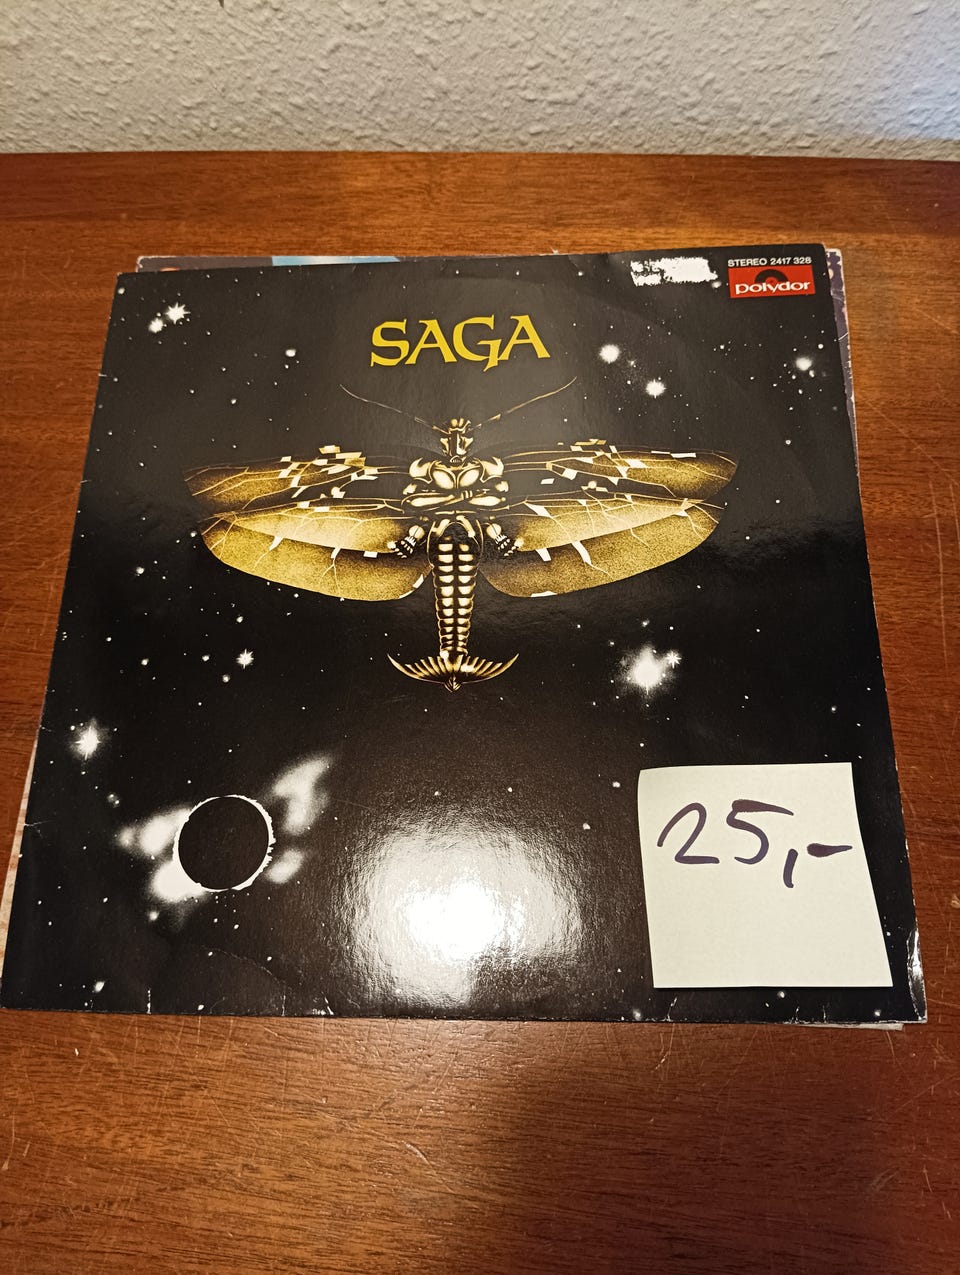 STEREO 2417 328
polydor
SAGA
25,-